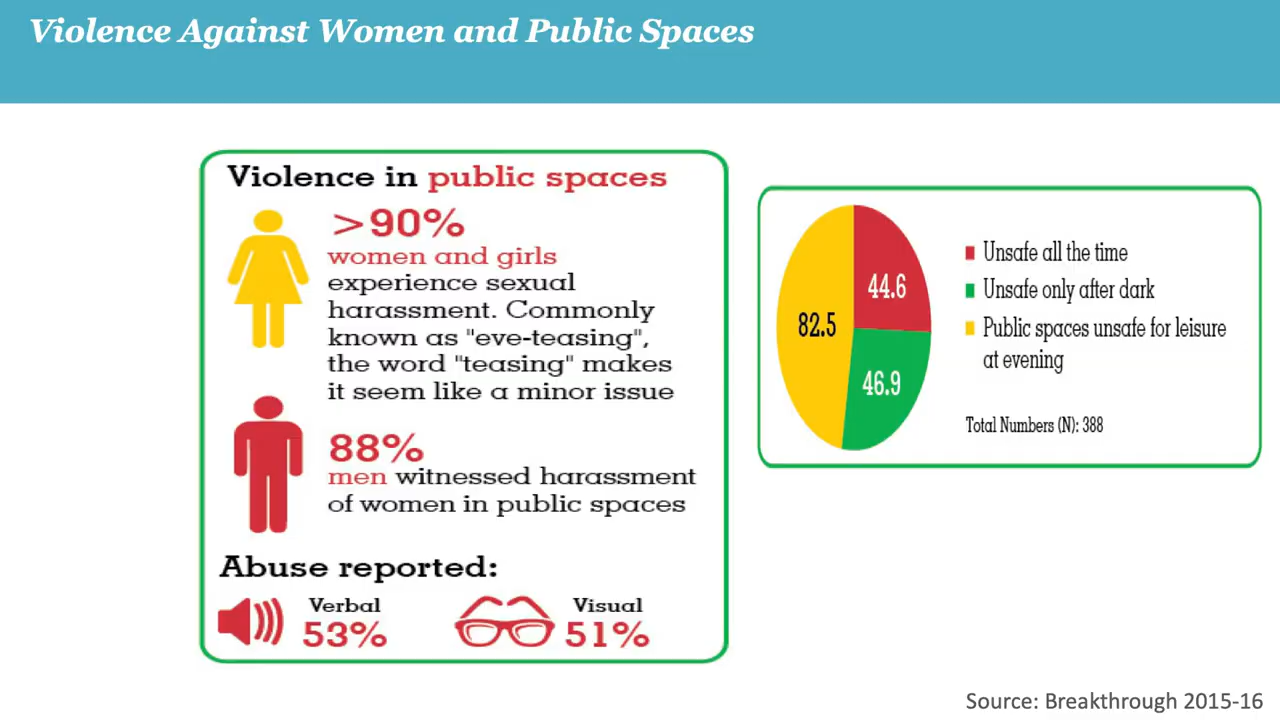 Violence Against Women and Public Spaces
Violence in public spaces
>90%
women and girls
experience sexual
harassment. Commonly
known as "eve-teasing",
the word "teasing" makes
it seem like a minor issue
88%
men witnessed harassment
of women in public spaces
Abuse reported:
Verbal
53%
Visual
51%
44.6
82.5
46.9
Unsafe all the time
Unsafe only after dark
Public spaces unsafe for leisure
at evening
Total Numbers (N): 388
Source: Breakthrough 2015-16